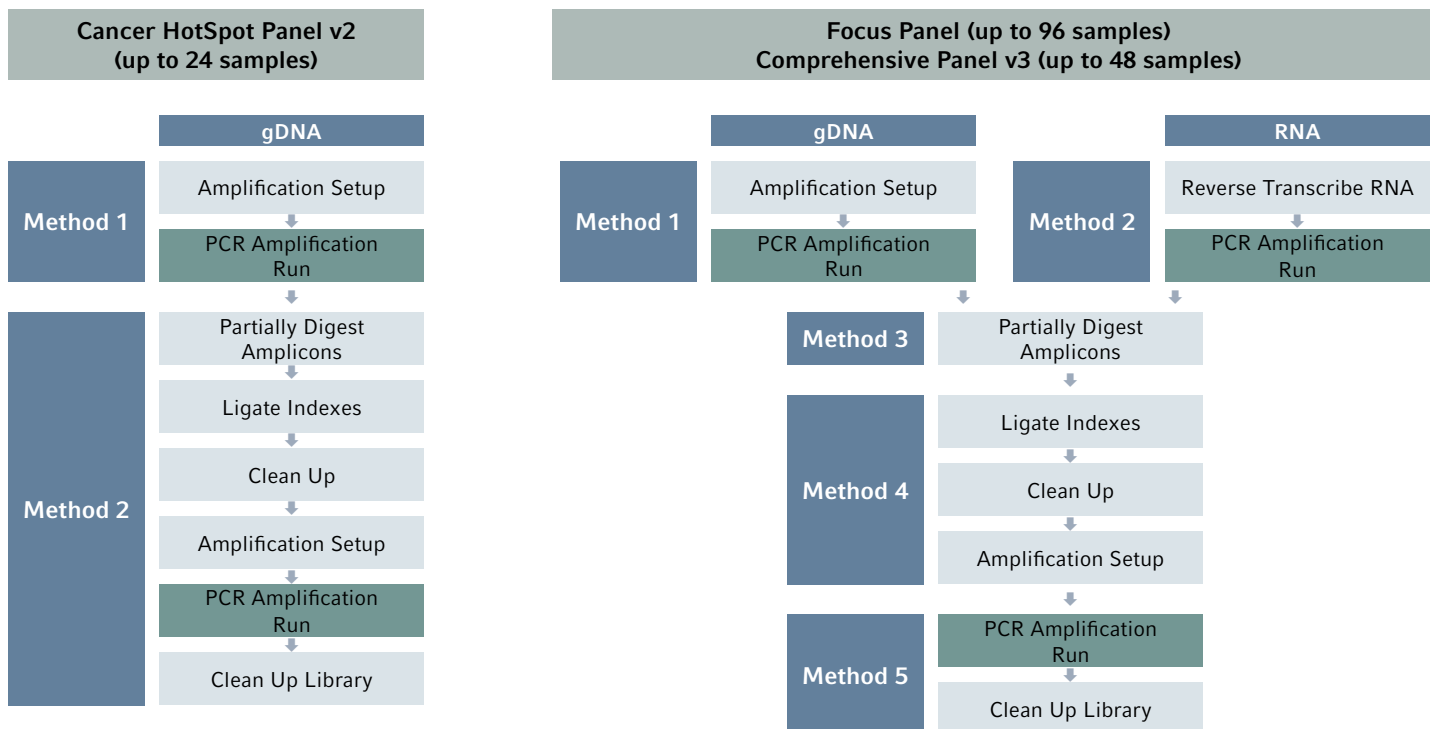 Cancer HotSpot Panel v2
(up to 24 samples)
gDNA
Method 1
Amplification Setup
PCR Amplification
Run
Method 2
Partially Digest
Amplicons
Ligate Indexes
Clean Up
Amplification Setup
PCR Amplification
Run
Clean Up Library
Focus Panel (up to 96 samples)
Comprehensive Panel v3 (up to 48 samples)
gDNA
Method 1
Amplification Setup
PCR Amplification
Run
RNA
Method 2
Reverse Transcribe RNA
PCR Amplification
Run
Method 3
Partially Digest
Amplicons
Method 4
Ligate Indexes
Clean Up
Amplification Setup
Method 5
PCR Amplification
Run
Clean Up Library